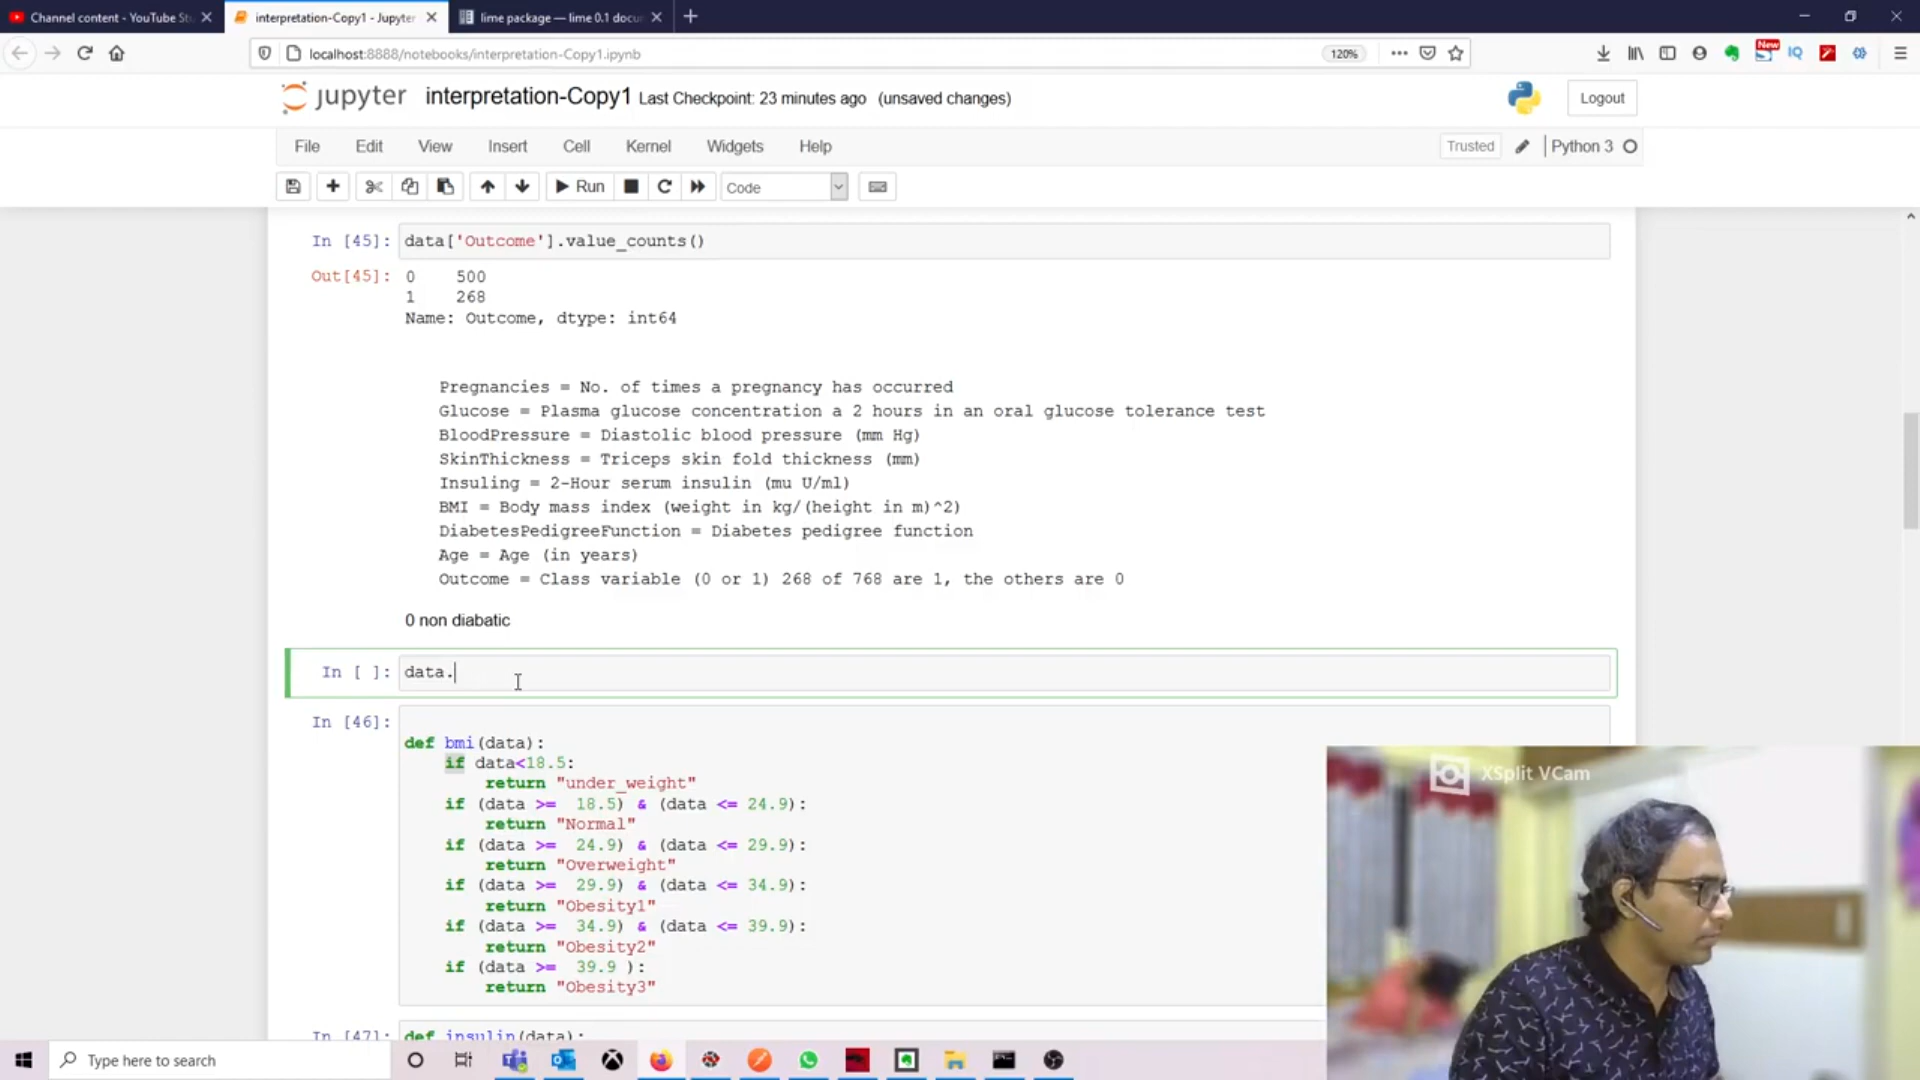 Channel content - YouTube St
interpretation-Copy1 - Jupyter
lime package — lime 0.1 docu
localhost:8888/notebooks/interpretation-Copy1.ipynb
120%
New
IQ
jupyter interpretation-Copy1 Last Checkpoint: 23 minutes ago (unsaved changes)
Logout
File Edit View Insert Cell Kernel Widgets Help
Trusted Python 3
Run Code
In [45]: data['Outcome'].value_counts()
Out[45]: 0 500
1 268
Name: Outcome, dtype: int64
Pregnancies = No. of times a pregnancy has occurred
Glucose = Plasma glucose concentration a 2 hours in an oral glucose tolerance test
BloodPressure = Diastolic blood pressure (mm Hg)
SkinThickness = Triceps skin fold thickness (mm)
Insuling = 2-Hour serum insulin (mu U/ml)
BMI = Body mass index (weight in kg/(height in m)^2)
DiabetesPedigreeFunction = Diabetes pedigree function
Age = Age (in years)
Outcome = Class variable (0 or 1) 268 of 768 are 1, the others are 0
0 non diabatic
In [ ]: data.
In [46]:
def bmi(data):
if data<18.5:
return "under_weight"
if (data >= 18.5) & (data <= 24.9):
return "Normal"
if (data >= 24.9) & (data <= 29.9):
return "Overweight"
if (data >= 29.9) & (data <= 34.9):
return "Obesity1"
if (data >= 34.9) & (data <= 39.9):
return "Obesity2"
if (data >= 39.9 ):
return "Obesity3"
In [47]: def insulin(data):
XSplit VCam
Type here to search